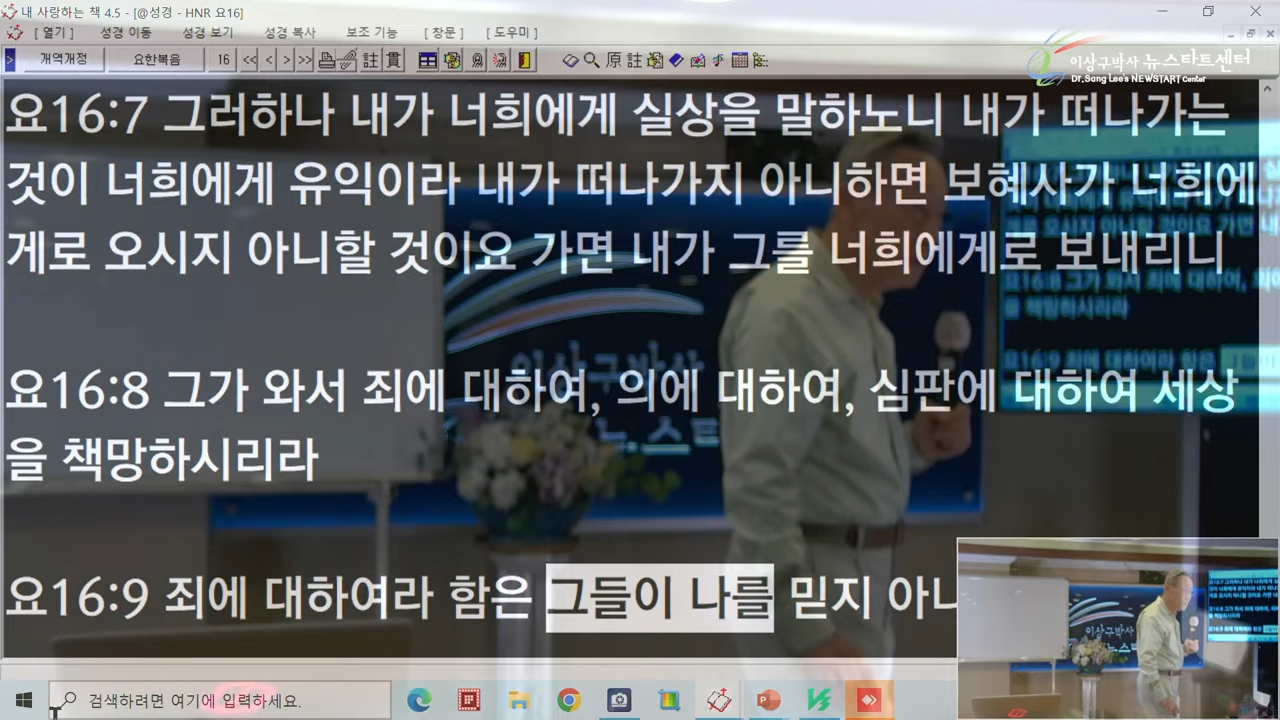 내 사랑하는 책 4.5 - [@성경 - HNR 요16]
[ 열기 ] 성경 이동 성경 보기 성경 복사 보조 기능 [ 창문 ] [ 도우미 ]
개역개정 요한복음 16 << < > >> 註 貫 原 註
이상구박사 뉴스타트센터
Dr.Sang Lee's NEWSTART Center
요16:7 그러하나 내가 너희에게 실상을 말하노니 내가 떠나가는
것이 너희에게 유익이라 내가 떠나가지 아니하면 보혜사가 너희에
게로 오시지 아니할 것이요 가면 내가 그를 너희에게로 보내리니
요16:8 그가 와서 죄에 대하여, 의에 대하여, 심판에 대하여 세상
을 책망하시리라
요16:9 죄에 대하여라 함은 그들이 나를 믿지 아니
이상구박사
뉴스타
검색하려면 여기에 입력하세요.